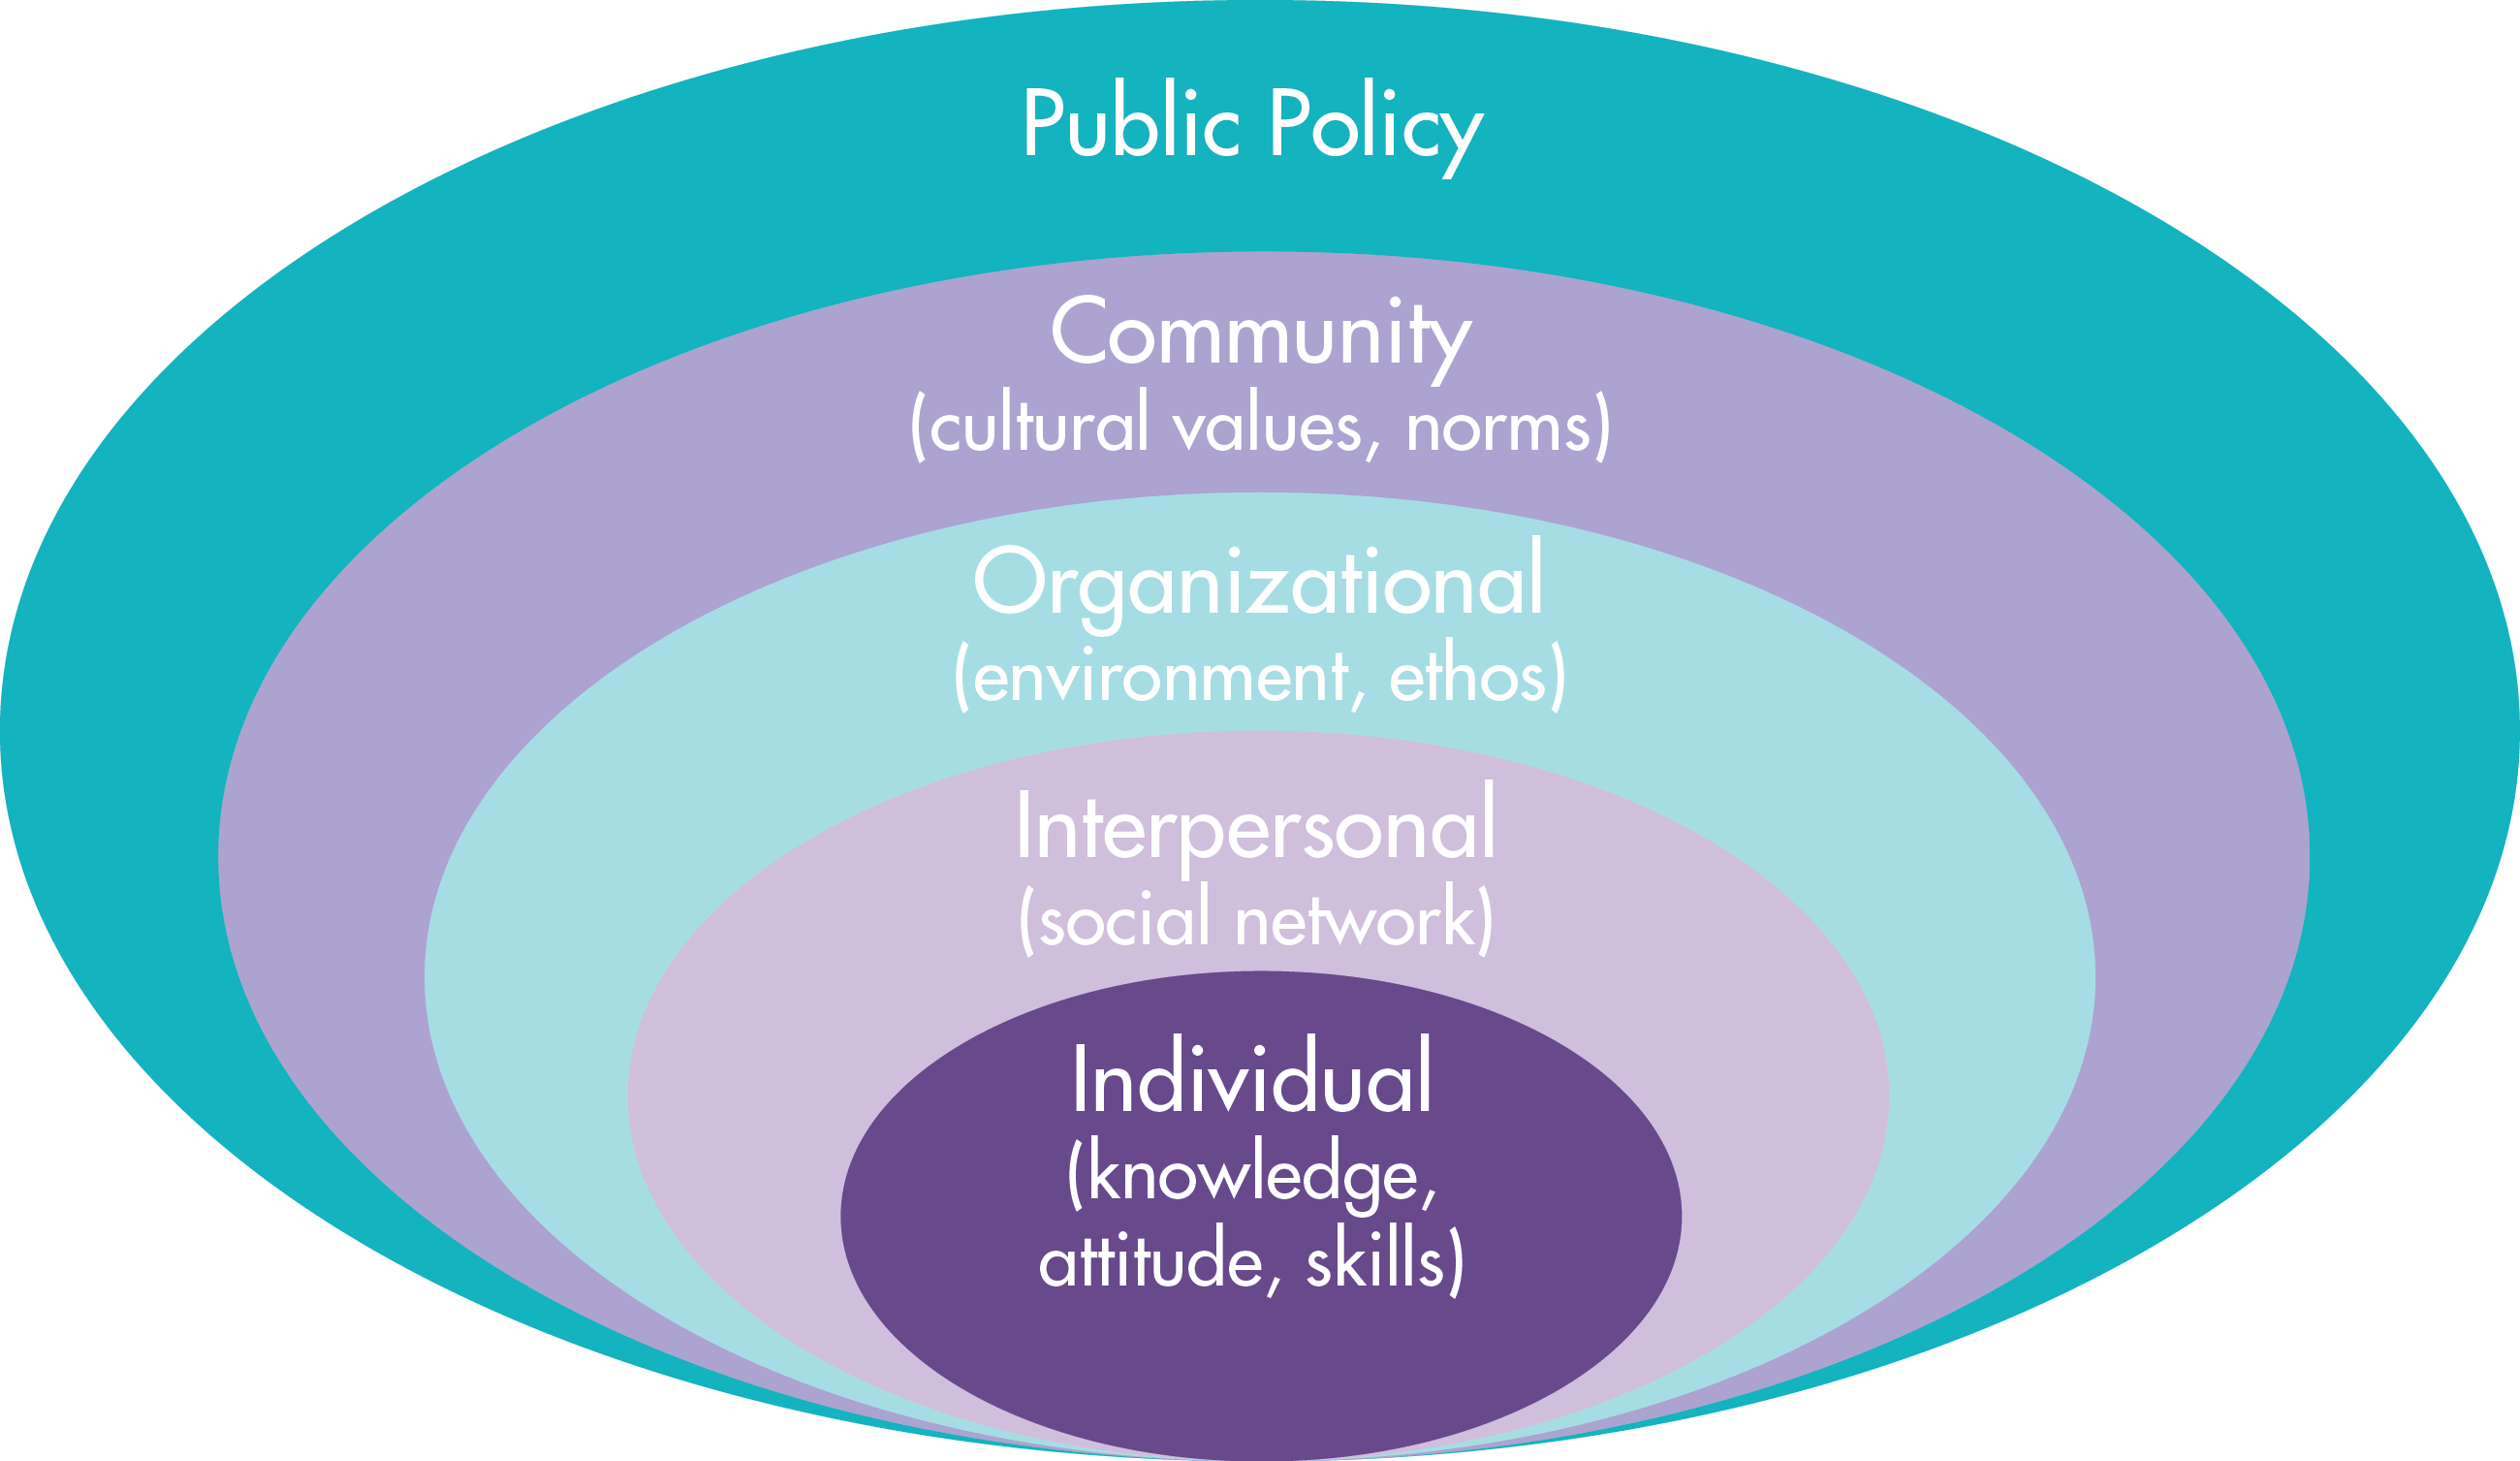 Public Policy
Community
(cultural values, norms)
Organizational
(environment, ethos)
Interpersonal
(social network)
Individual
(knowledge,
attitude, skills)